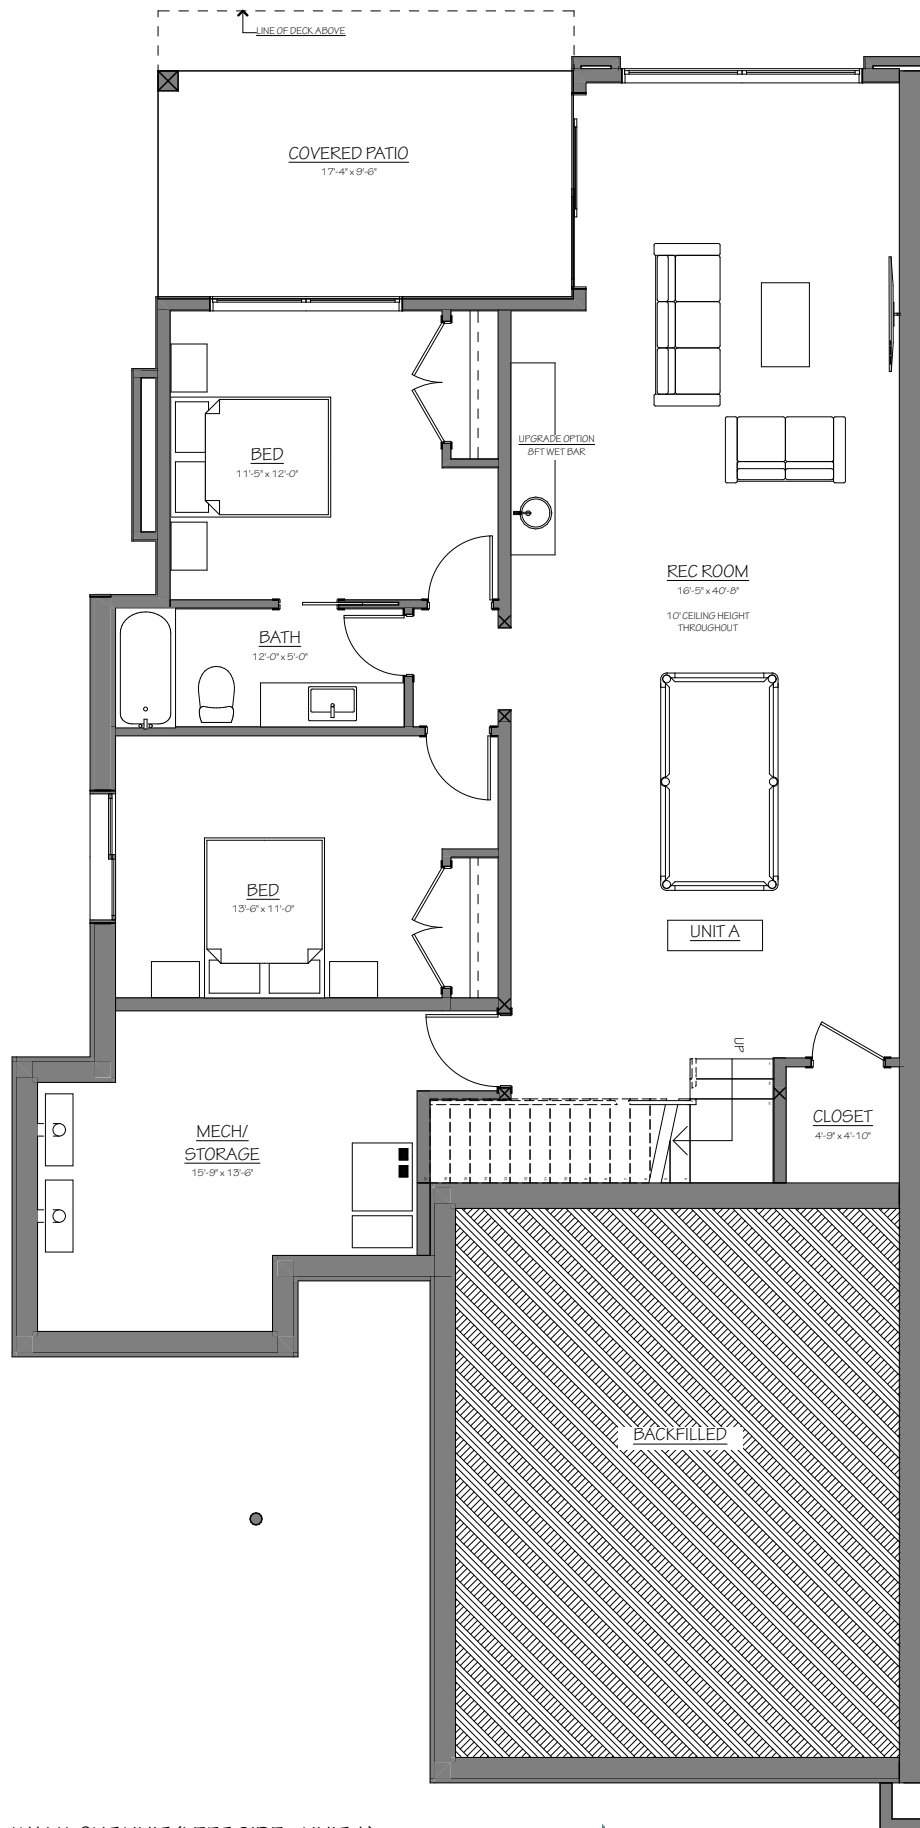 LINE OF DECK ABOVE
COVERED PATIO
17'-4" x 9'-6"
BED
11'-5" x 12'-0"
UPGRADE OPTION
8FT WET BAR
REC ROOM
16'-5" x 40'-8"
10' CEILING HEIGHT
THROUGHOUT
BATH
12'-0" x 5'-0"
BED
13'-6" x 11'-0"
UNIT A
UP
CLOSET
4'-9" x 4'-10"
MECH/
STORAGE
15'-9" x 13'-6"
BACKFILLED